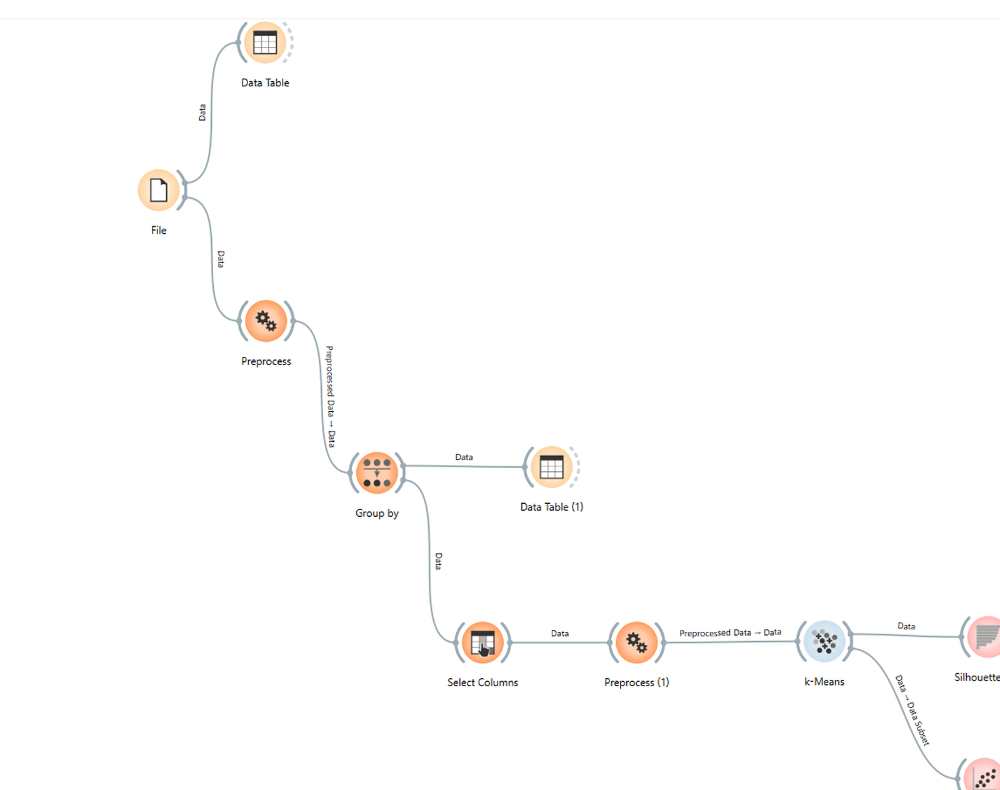 Data Table
Data
File
Data
Preprocess
Preprocessed Data → Data
Data
Group by
Data Table (1)
Data
Data
Preprocessed Data → Data
Data
Select Columns
Preprocess (1)
k-Means
Silhouette
Data → Data Subset